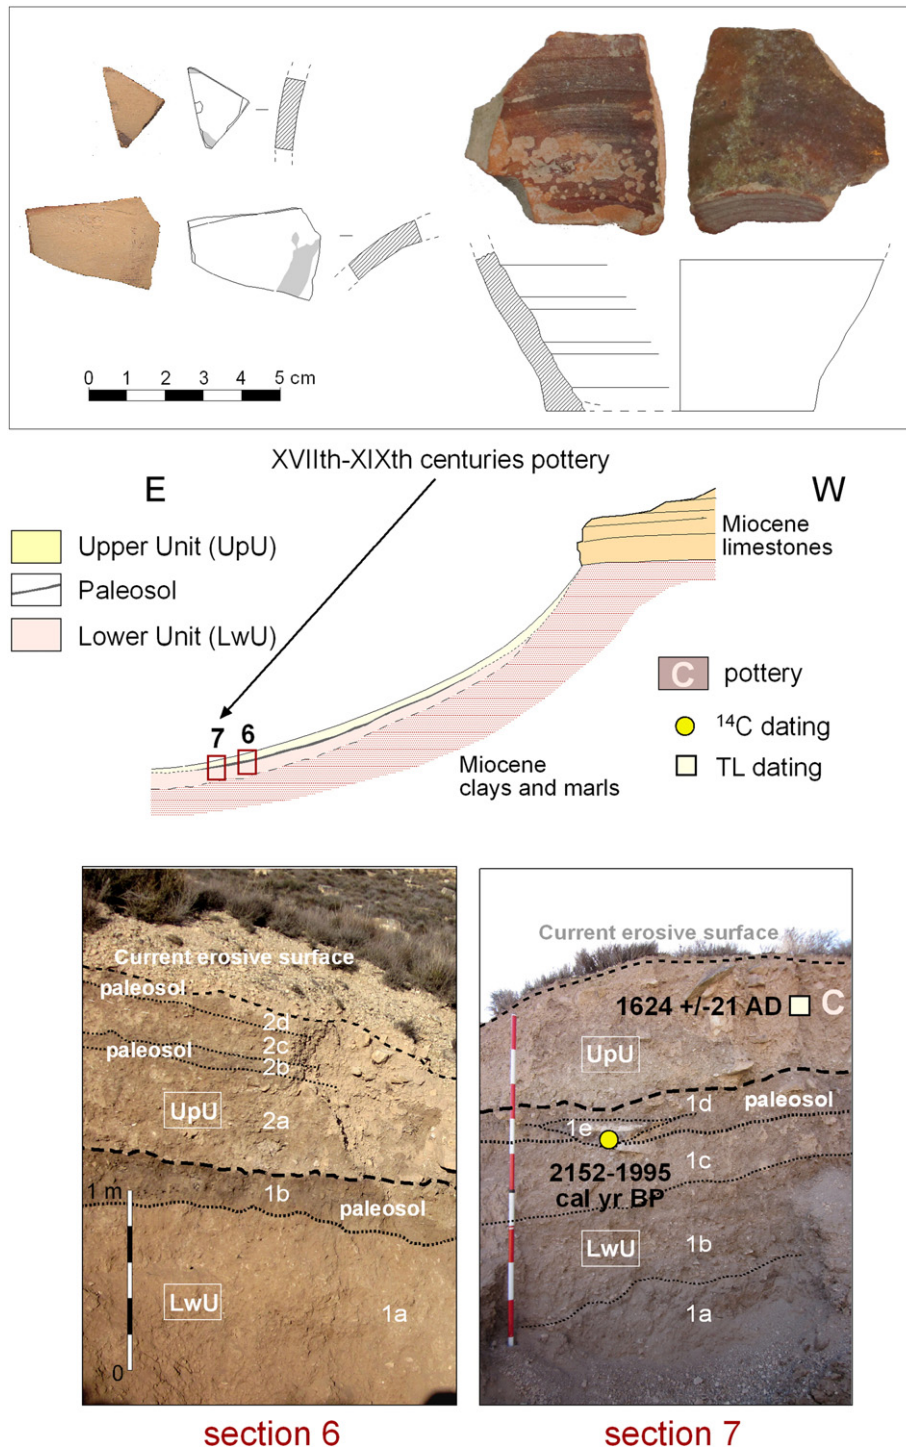 0 1 2 3 4 5 cm
XVIIth-XIXth centuries pottery
E
W
Upper Unit (UpU)
Paleosol
Lower Unit (LwU)
Miocene
limestones
C pottery
14C dating
TL dating
7 6
Miocene
clays and marls
Current erosive surface
paleosol
2d
2c
paleosol
2b
UpU
2a
1 m
1b
paleosol
LwU
1a
0
section 6
Current erosive surface
1624 +/-21 AD C
UpU
1d
paleosol
1e
1c
2152-1995
cal yr BP
LwU
1b
1a
section 7